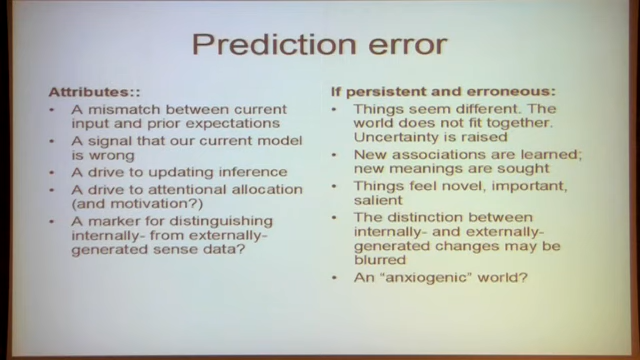 Prediction error
Attributes::
• A mismatch between current
input and prior expectations
• A signal that our current model
is wrong
• A drive to updating inference
• A drive to attentional allocation
(and motivation?)
• A marker for distinguishing
internally- from externally-
generated sense data?
If persistent and erroneous:
• Things seem different. The
world does not fit together.
Uncertainty is raised
• New associations are learned;
new meanings are sought
• Things feel novel, important,
salient
• The distinction between
internally- and externally-
generated changes may be
blurred
• An “anxiogenic” world?